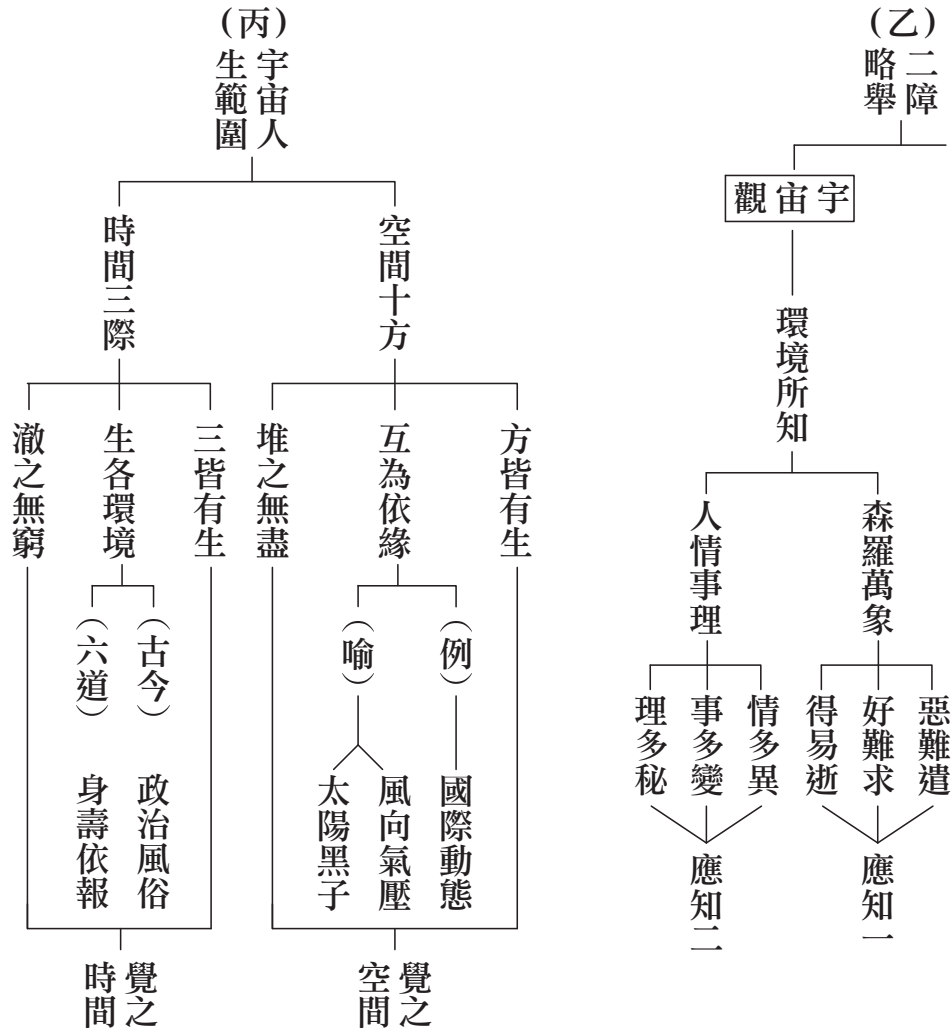 (乙)
二障
略舉
宇宙觀
環境所知
森羅萬象
惡難遣
好難求
得易逝
應知一
人情事理
情多異
事多變
理多秘
應知二
(丙)
宇宙人
生範圍
空間十方
方皆有生
互為依緣
(例)
國際動態
(喻)
風向氣壓
太陽黑子
堆之無盡
覺之
空間
時間三際
三皆有生
生各環境
(古今)
政治風俗
(六道)
身壽依報
澈之無窮
覺之
時間